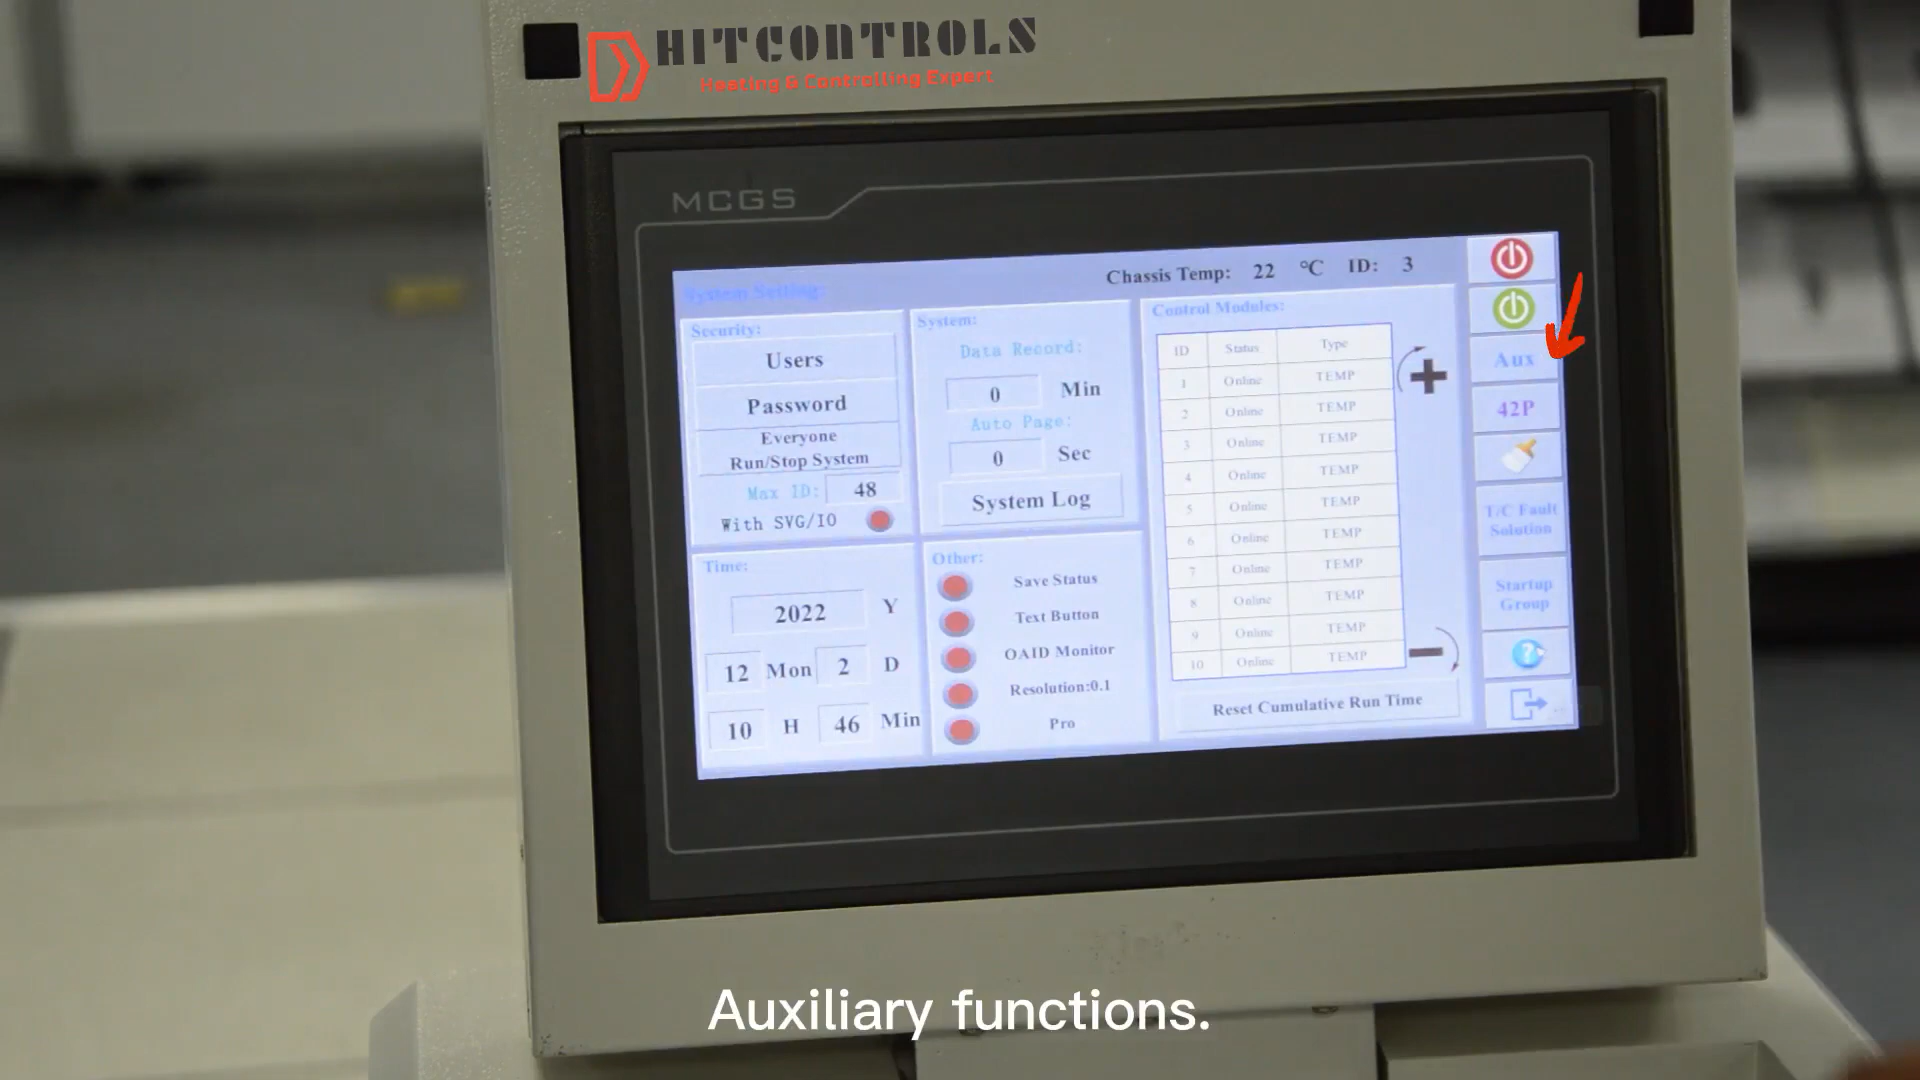 HITCONTROLS
Heating & Controlling Expert
MCGS
System Setting:
Chassis Temp: 22 °C ID: 3
Security:
Users
Password
Everyone
Run/Stop System
Max ID: 48
With SVG/IO
System:
Data Record:
0 Min
Auto Page:
0 Sec
System Log
Time:
2022 Y
12 Mon 2 D
10 H 46 Min
Other:
Save Status
Text Button
OAID Monitor
Resolution:0.1
Pro
Control Modules:
ID Status Type
1 Online TEMP
2 Online TEMP
3 Online TEMP
4 Online TEMP
5 Online TEMP
6 Online TEMP
7 Online TEMP
8 Online TEMP
9 Online TEMP
10 Online TEMP
Reset Cumulative Run Time
Aux
42P
T/C Fault
Solution
Startup
Group
?
Auxiliary functions.